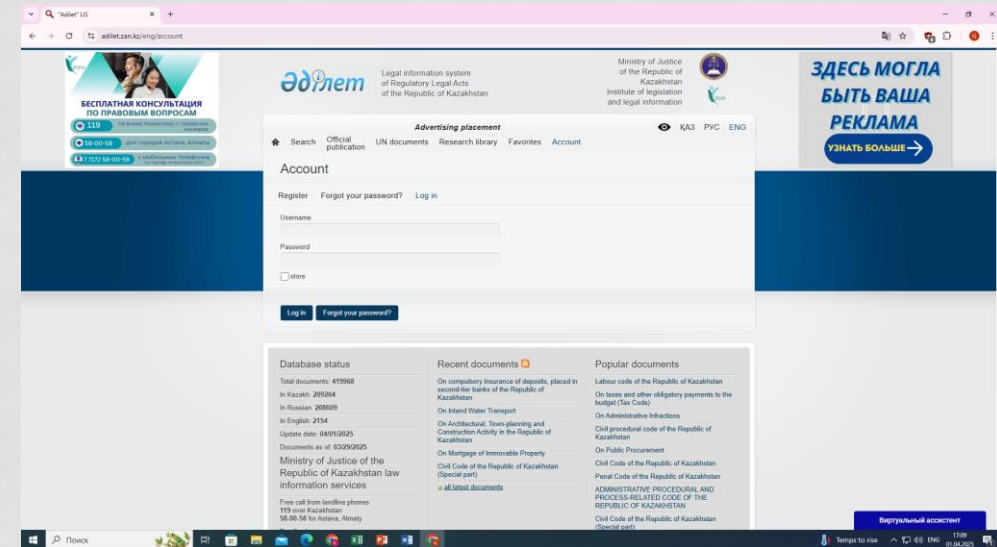 "Adilet" LIS
adilet.zan.kz/eng/account
БЕСПЛАТНАЯ КОНСУЛЬТАЦИЯ
ПО ПРАВОВЫМ ВОПРОСАМ
119
по всему Казахстану с городских
номеров
58-00-58
для городов Астана, Алматы
7 7172 58-00-58
с мобильных телефонов
әділет
Legal information system
of Regulatory Legal Acts
of the Republic of Kazakhstan
Ministry of Justice
of the Republic of
Kazakhstan
Institute of legislation
and legal information
ЗДЕСЬ МОГЛА
БЫТЬ ВАША
РЕКЛАМА
УЗНАТЬ БОЛЬШЕ
Advertising placement
ҚАЗ РУС ENG
Search Official publication UN documents Research library Favorites Account
Account
Register Forgot your password? Log in
Username
Password
store
Log in Forgot your password?
Database status
Total documents: 419968
In Kazakh: 209204
In Russian: 208609
In English: 2154
Update date: 04/01/2025
Documents as of: 03/29/2025
Ministry of Justice of the
Republic of Kazakhstan law
information services
Free call from landline phones
119 over Kazakhstan
58-00-58 for Astana, Almaty
Recent documents
On compulsory insurance of deposits, placed in
second-tier banks of the Republic of
Kazakhstan
On Inland Water Transport
On Architectural, Town-planning and
Construction Activity in the Republic of
Kazakhstan
On Mortgage of Immovable Property
Civil Code of the Republic of Kazakhstan
(Special part)
all latest documents
Popular documents
Labour code of the Republic of Kazakhstan
On taxes and other obligatory payments to the
budget (Tax Code)
On Administrative Infractions
Civil procedural code of the Republic of
Kazakhstan
On Public Procurement
Civil Code of the Republic of Kazakhstan
Penal Code of the Republic of Kazakhstan
ADMINISTRATIVE PROCEDURAL AND
PROCESS-RELATED CODE OF THE
REPUBLIC OF KAZAKHSTAN
Civil Code of the Republic of Kazakhstan
(Special part)
Виртуальный ассистент
Поиск
Temps to rise
ENG
17:09
01.04.2025